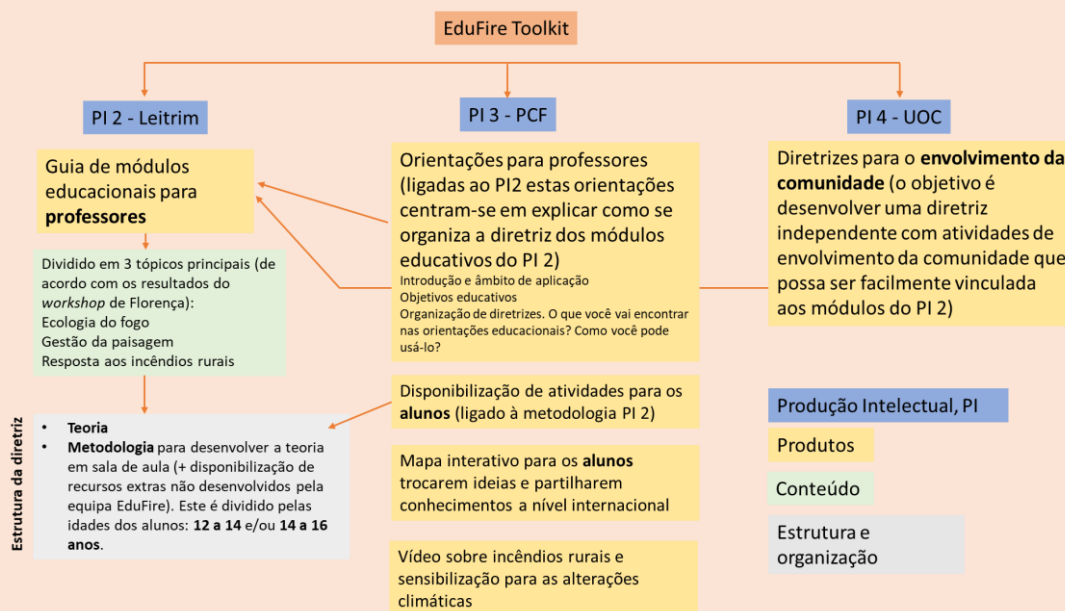 EduFire Toolkit
PI 2 - Leitrim
PI 3 - PCF
PI 4 - UOC
Guia de módulos
educacionais para
professores
Dividido em 3 tópicos principais (de
acordo com os resultados do
workshop de Florença):
Ecologia do fogo
Gestão da paisagem
Resposta aos incêndios rurais
Estrutura da diretriz
• Teoria
• Metodologia para desenvolver a teoria
em sala de aula (+ disponibilização de
recursos extras não desenvolvidos pela
equipa EduFire). Este é dividido pelas
idades dos alunos: 12 a 14 e/ou 14 a 16
anos.
Orientações para professores
(ligadas ao PI2 estas orientações
centram-se em explicar como se
organiza a diretriz dos módulos
educativos do PI 2)
Introdução e âmbito de aplicação
Objetivos educativos
Organização de diretrizes. O que você vai encontrar
nas orientações educacionais? Como você pode
usá-lo?
Disponibilização de atividades para os
alunos (ligado à metodologia PI 2)
Mapa interativo para os alunos
trocarem ideias e partilharem
conhecimentos a nível internacional
Vídeo sobre incêndios rurais e
sensibilização para as alterações
climáticas
Diretrizes para o envolvimento da
comunidade (o objetivo é
desenvolver uma diretriz
independente com atividades de
envolvimento da comunidade que
possa ser facilmente vinculada
aos módulos do PI 2)
Produção Intelectual, PI
Produtos
Conteúdo
Estrutura e
organização